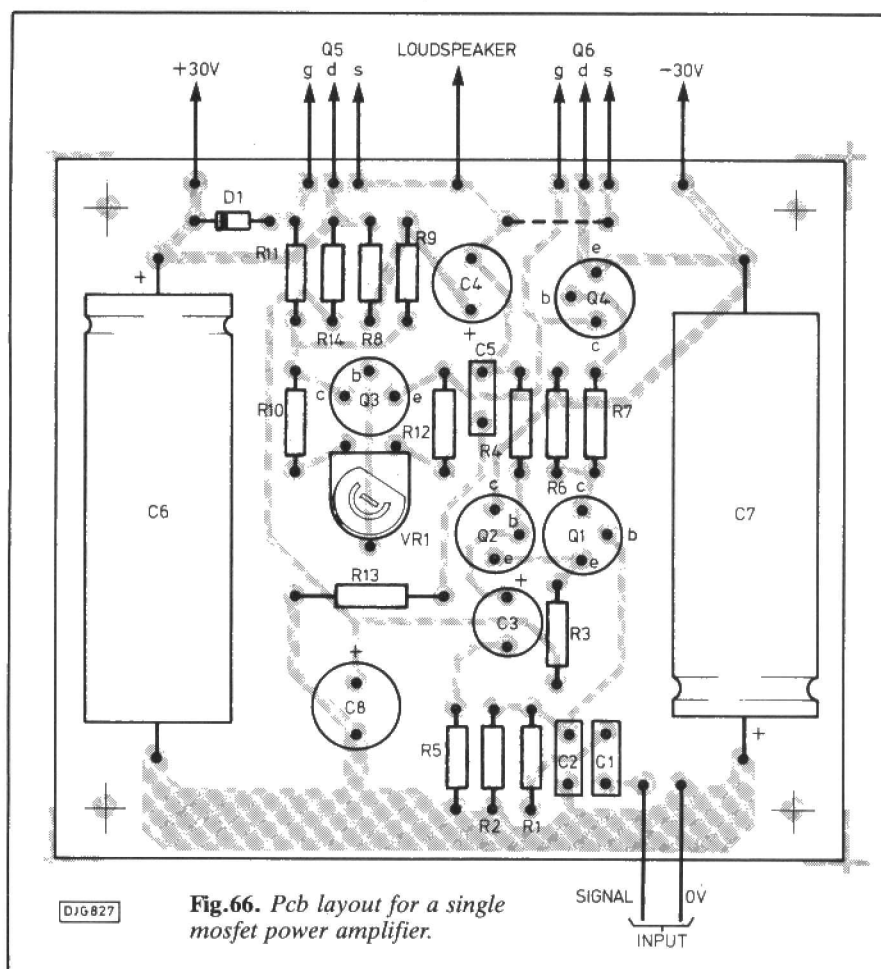 +30V
Q5
g d s
LOUDSPEAKER
Q6
g d s
-30V
D1
R11
R9
C4
e
b Q4
c
+
+
R14 R8
C5
b
c Q3 e
R10
R12
R4
R7
R6
c
c
C6
VR1
Q2 b
Q1 b
e
e
C7
R13
+
C3
R3
+
C8
R5
C2 C1
+
R2 R1
SIGNAL 0V
INPUT
DJG827
Fig.66. Pcb layout for a single
mosfet power amplifier.